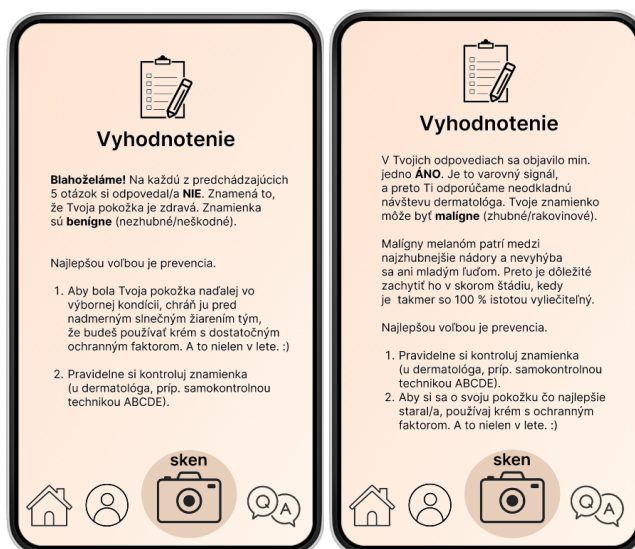 Vyhodnotenie
Blahoželáme! Na každú z predchádzajúcich
5 otázok si odpovedal/a NIE. Znamená to,
že Tvoja pokožka je zdravá. Znamienka
sú benígne (nezhubné/neškodné).
Najlepšou voľbou je prevencia.
1. Aby bola Tvoja pokožka naďalej vo
výbornej kondícii, chráň ju pred
nadmerným slnečným žiarením tým,
že budeš používať krém s dostatočným
ochranným faktorom. A to nielen v lete. :)
2. Pravidelne si kontroluj znamienka
(u dermatológa, príp. samokontrolnou
technikou ABCDE).
sken
Q
A
Vyhodnotenie
V Tvojich odpovediach sa objavilo min.
jedno ÁNO. Je to varovný signál,
a preto Ti odporúčame neodkladnú
návštevu dermatológa. Tvoje znamienko
môže byť malígne (zhubné/rakovinové).
Malígny melanóm patrí medzi
najzhubnejšie nádory a nevyhýba
sa ani mladým ľuďom. Preto je dôležité
zachytiť ho v skorom štádiu, kedy
je takmer so 100 % istotou vyliečiteľný.
Najlepšou voľbou je prevencia.
1. Pravidelne si kontroluj znamienka
(u dermatológa, príp. samokontrolnou
technikou ABCDE).
2. Aby si sa o svoju pokožku čo najlepšie
staral/a, používaj krém s ochranným
faktorom. A to nielen v lete. :)
sken
Q
A